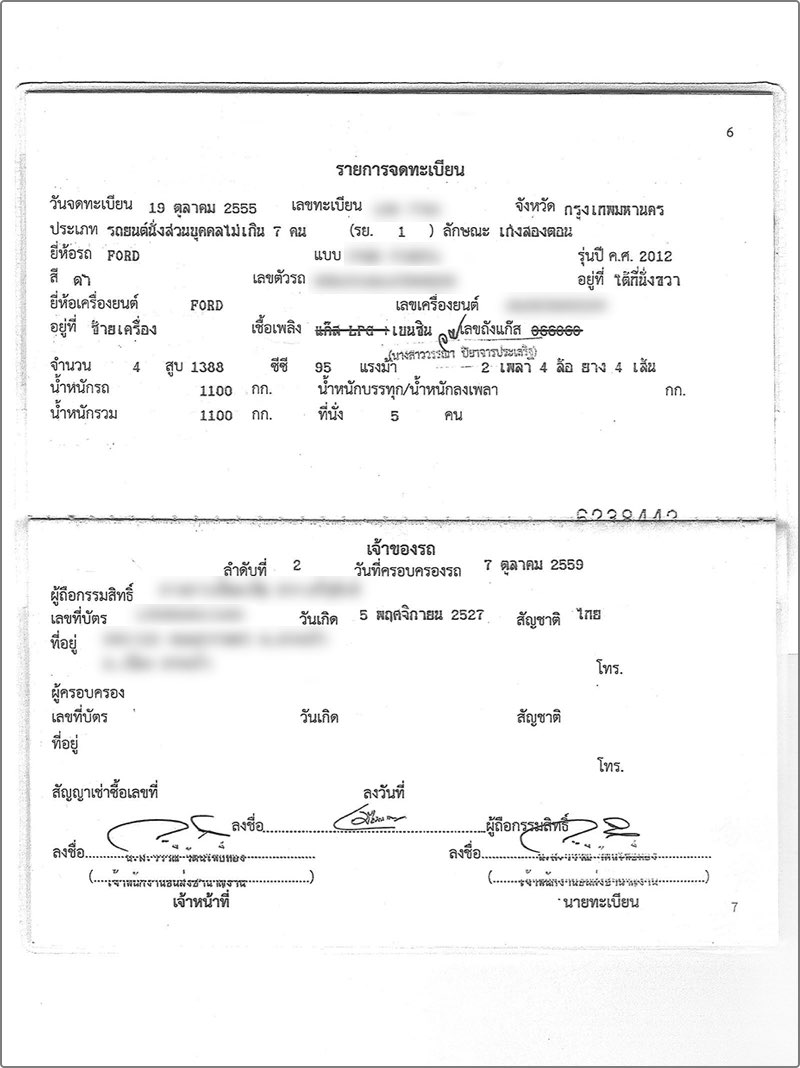 6
รายการจดทะเบียน
วันจดทะเบียน 19 ตุลาคม 2555 เลขทะเบียน จังหวัด กรุงเทพมหานคร
ประเภท รถยนต์นั่งส่วนบุคคลไม่เกิน 7 คน (รย. 1 ) ลักษณะ เก๋งสองตอน
ยี่ห้อรถ FORD แบบ รุ่นปี ค.ศ. 2012
สี ดำ เลขตัวรถ อยู่ที่ ใต้ที่นั่งขวา
ยี่ห้อเครื่องยนต์ FORD เลขเครื่องยนต์
อยู่ที่ ซ้ายเครื่อง เชื้อเพลิง แก๊ส LPG + เบนซิน เลขถังแก๊ส 066060
(นางสาววรรณา ปิยาจารประเสริฐ)
จำนวน 4 สูบ 1388 ซีซี 95 แรงม้า 2 เพลา 4 ล้อ ยาง 4 เส้น
น้ำหนักรถ 1100 กก. น้ำหนักบรรทุก/น้ำหนักลงเพลา กก.
น้ำหนักรวม 1100 กก. ที่นั่ง 5 คน
6238442
เจ้าของรถ
ลำดับที่ 2 วันที่ครอบครองรถ 7 ตุลาคม 2559
ผู้ถือกรรมสิทธิ์
เลขที่บัตร วันเกิด 5 พฤศจิกายน 2527 สัญชาติ ไทย
ที่อยู่
โทร.
ผู้ครอบครอง
เลขที่บัตร วันเกิด สัญชาติ
ที่อยู่
โทร.
สัญญาเช่าซื้อเลขที่ ลงวันที่
ลงชื่อ ผู้ถือกรรมสิทธิ์
ลงชื่อ ลงชื่อ
(เจ้าพนักงานขนส่งชำนาญงาน) (เจ้าพนักงานขนส่งชำนาญงาน)
เจ้าหน้าที่ นายทะเบียน
7